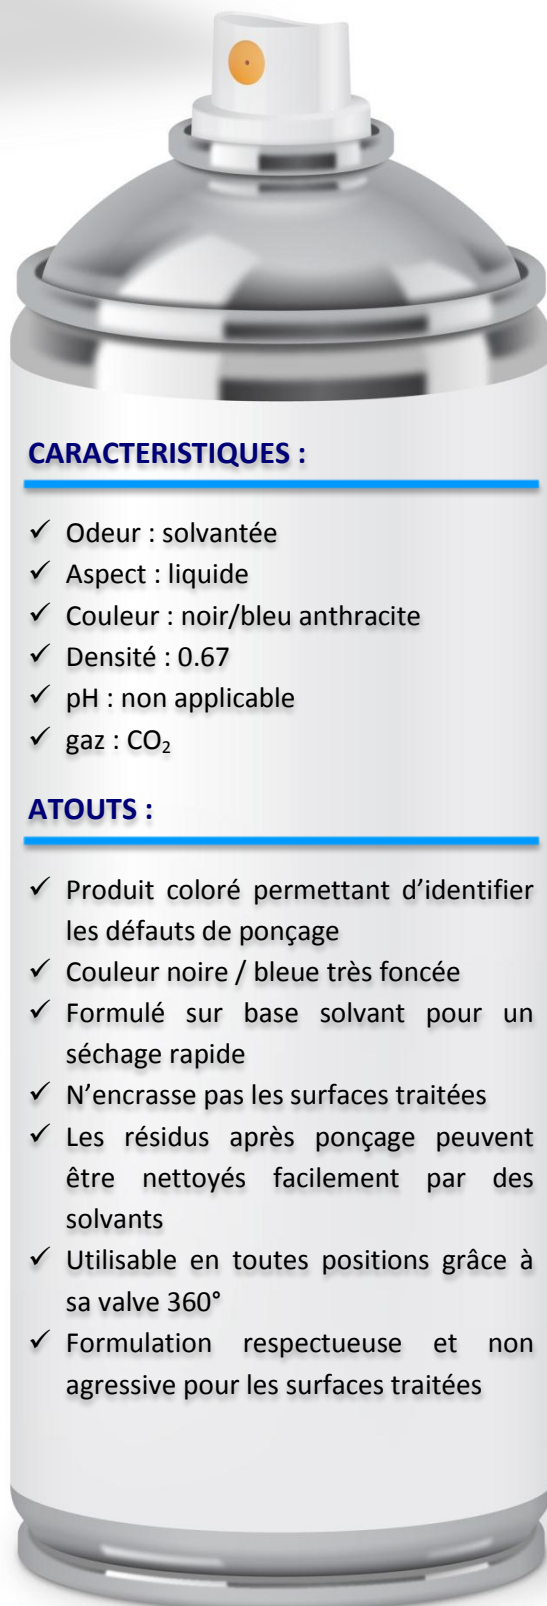 CARACTERISTIQUES :
✓ Odeur : solvantée
✓ Aspect : liquide
✓ Couleur : noir/bleu anthracite
✓ Densité : 0.67
✓ pH : non applicable
✓ gaz : CO₂
ATOUTS :
✓ Produit coloré permettant d’identifier
les défauts de ponçage
✓ Couleur noire / bleue très foncée
✓ Formulé sur base solvant pour un
séchage rapide
✓ N’encrasse pas les surfaces traitées
✓ Les résidus après ponçage peuvent
être nettoyés facilement par des
solvants
✓ Utilisable en toutes positions grâce à
sa valve 360°
✓ Formulation respectueuse et non
agressive pour les surfaces traitées